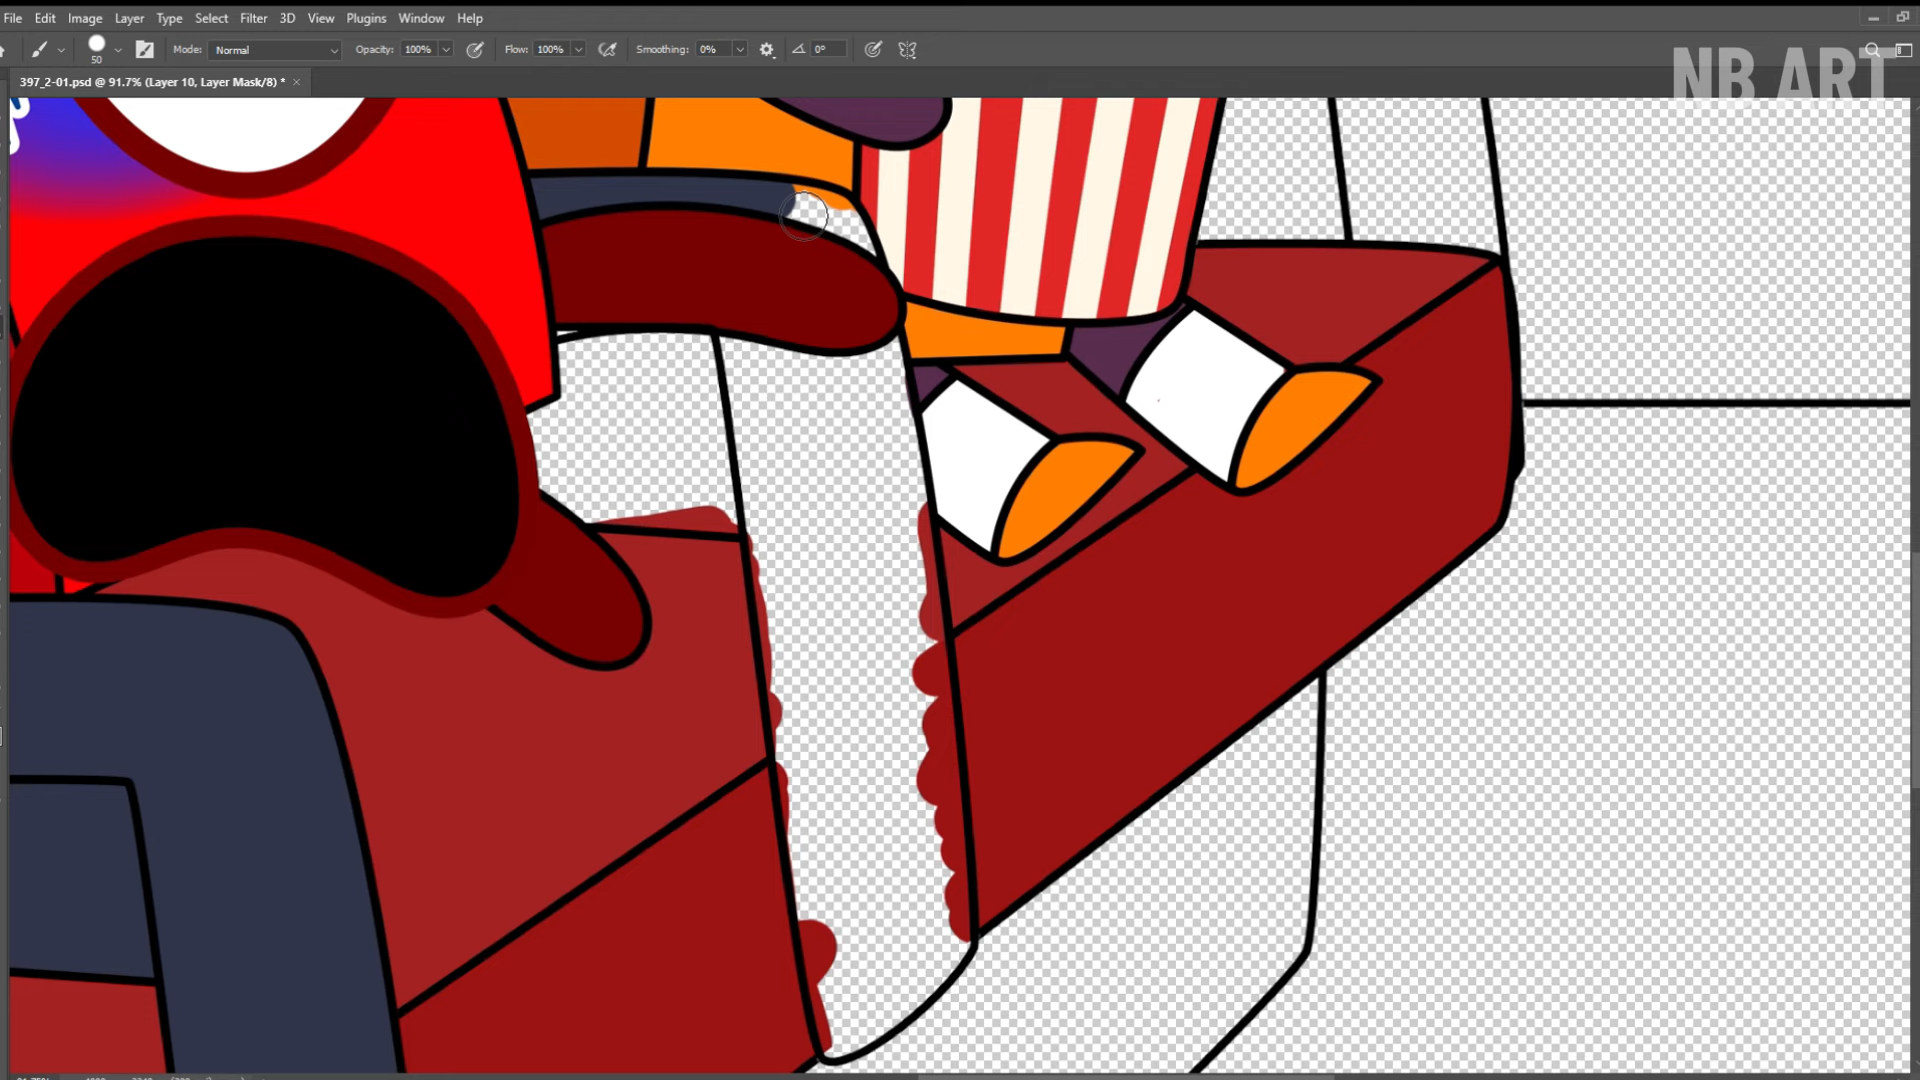 File Edit Image Layer Type Select Filter 3D View Plugins Window Help
50 Mode: Normal Opacity: 100% Flow: 100% Smoothing: 0% 0°
397_2-01.psd @ 91.7% (Layer 10, Layer Mask/8) * ×
NB ART